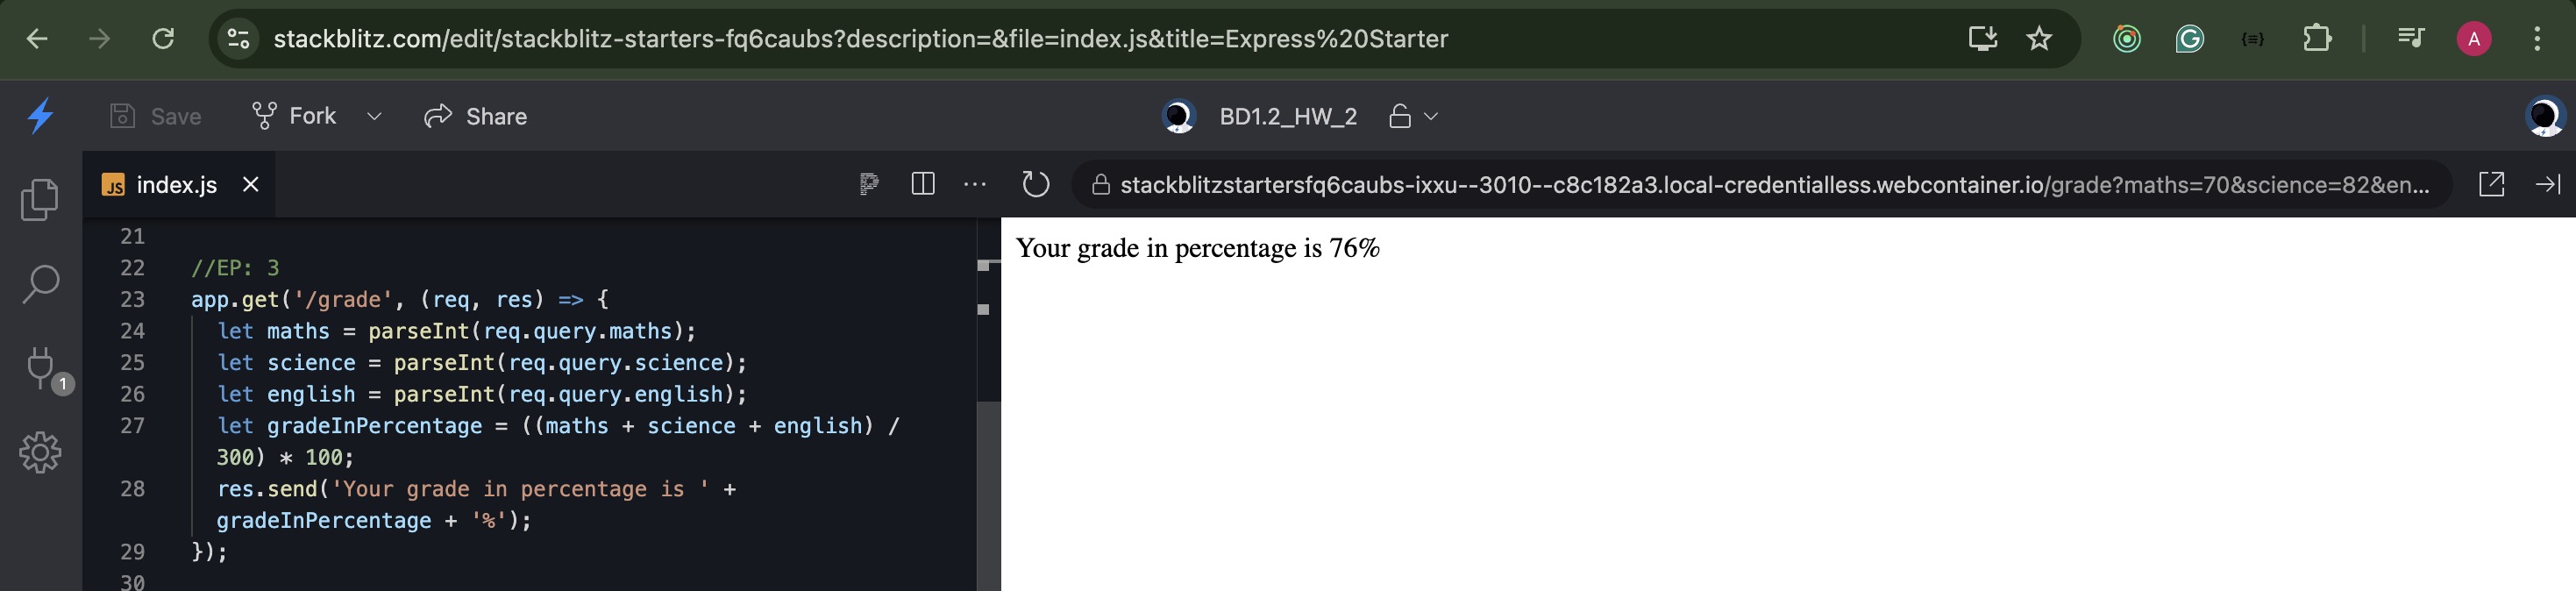 stackblitz.com/edit/stackblitz-starters-fq6caubs?description=&file=index.js&title=Express%20Starter
A
Save
Fork
Share
BD1.2_HW_2
JS index.js
stackblitzstartersfq6caubs-ixxu--3010--c8c182a3.local-credentialless.webcontainer.io/grade?maths=70&science=82&en...
1
21
22 //EP: 3
23 app.get('/grade', (req, res) => {
24 let maths = parseInt(req.query.maths);
25 let science = parseInt(req.query.science);
26 let english = parseInt(req.query.english);
27 let gradeInPercentage = ((maths + science + english) /
300) * 100;
28 res.send('Your grade in percentage is ' +
gradeInPercentage + '%');
29 });
30
Your grade in percentage is 76%